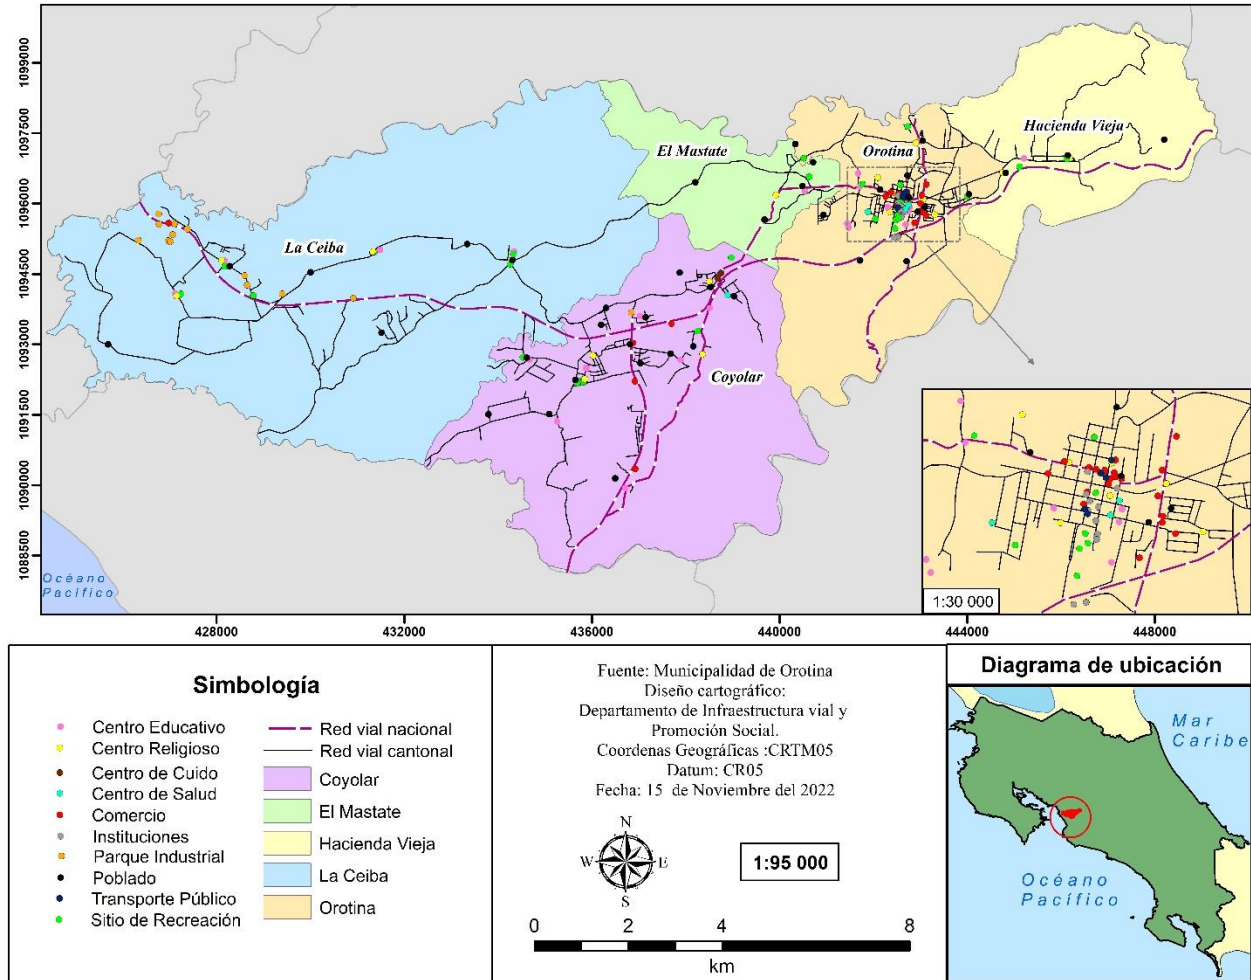 1099000
1097500
1096000
1094500
1093000
1091500
1090000
1088500
Hacienda Vieja
El Mastate
Orotina
La Ceiba
Coyolar
Océano
Pacífico
1:30 000
428000
432000
436000
440000
444000
448000
Simbología
Centro Educativo
Centro Religioso
Centro de Cuido
Centro de Salud
Comercio
Instituciones
Parque Industrial
Poblado
Transporte Público
Sitio de Recreación
Red vial nacional
Red vial cantonal
Coyolar
El Mastate
Hacienda Vieja
La Ceiba
Orotina
Fuente: Municipalidad de Orotina
Diseño cartográfico:
Departamento de Infraestructura vial y
Promoción Social.
Coordenas Geográficas :CRTM05
Datum: CR05
Fecha: 15 de Noviembre del 2022
N
W
E
S
1:95 000
0 2 4 8
km
Diagrama de ubicación
Mar
Caribe
Océano
Pacífico